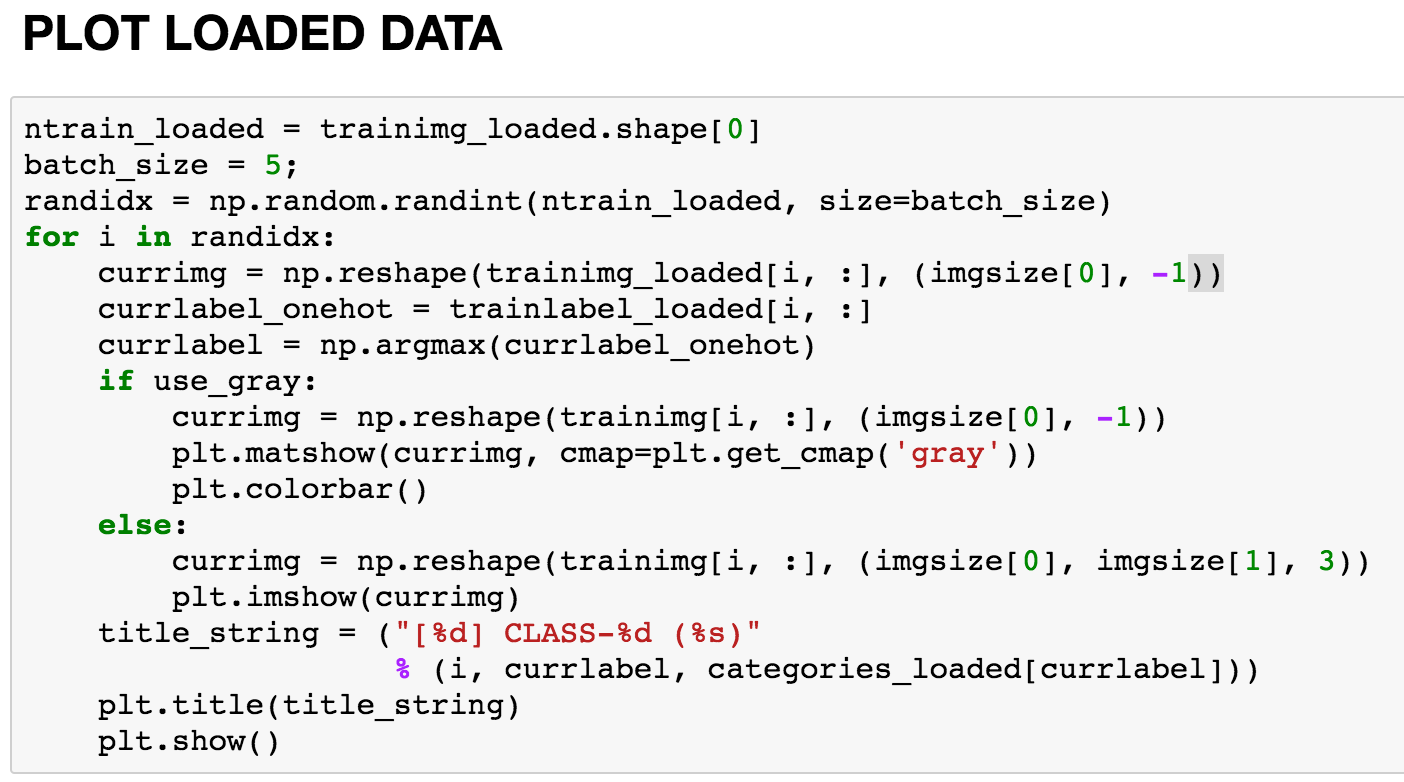 PLOT LOADED DATA
ntrain_loaded = trainimg_loaded.shape[0]
batch_size = 5;
randidx = np.random.randint(ntrain_loaded, size=batch_size)
for i in randidx:
    currimg = np.reshape(trainimg_loaded[i, :], (imgsize[0], -1))
    currlabel_onehot = trainlabel_loaded[i, :]
    currlabel = np.argmax(currlabel_onehot)
    if use_gray:
        currimg = np.reshape(trainimg[i, :], (imgsize[0], -1))
        plt.matshow(currimg, cmap=plt.get_cmap('gray'))
        plt.colorbar()
    else:
        currimg = np.reshape(trainimg[i, :], (imgsize[0], imgsize[1], 3))
        plt.imshow(currimg)
    title_string = ("[%d] CLASS-%d (%s)"
                    % (i, currlabel, categories_loaded[currlabel]))
    plt.title(title_string)
    plt.show()